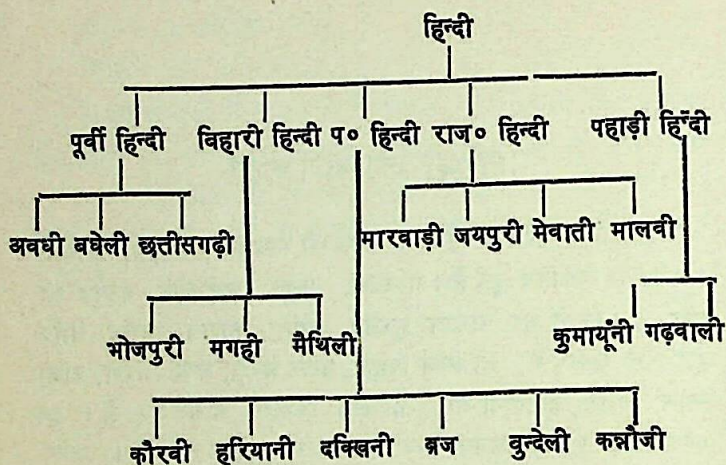 हिन्दी
पूर्वी हिन्दी बिहारी हिन्दी प० हिन्दी राज० हिन्दी पहाड़ी हिन्दी
अवधी बघेली छत्तीसगढ़ी मारवाड़ी जयपुरी मेवाती मालवी
भोजपुरी मगही मैथिली कुमायूँनी गढ़वाली
कौरवी हरियानी दक्खिनी ब्रज वुन्देली कन्नौजी